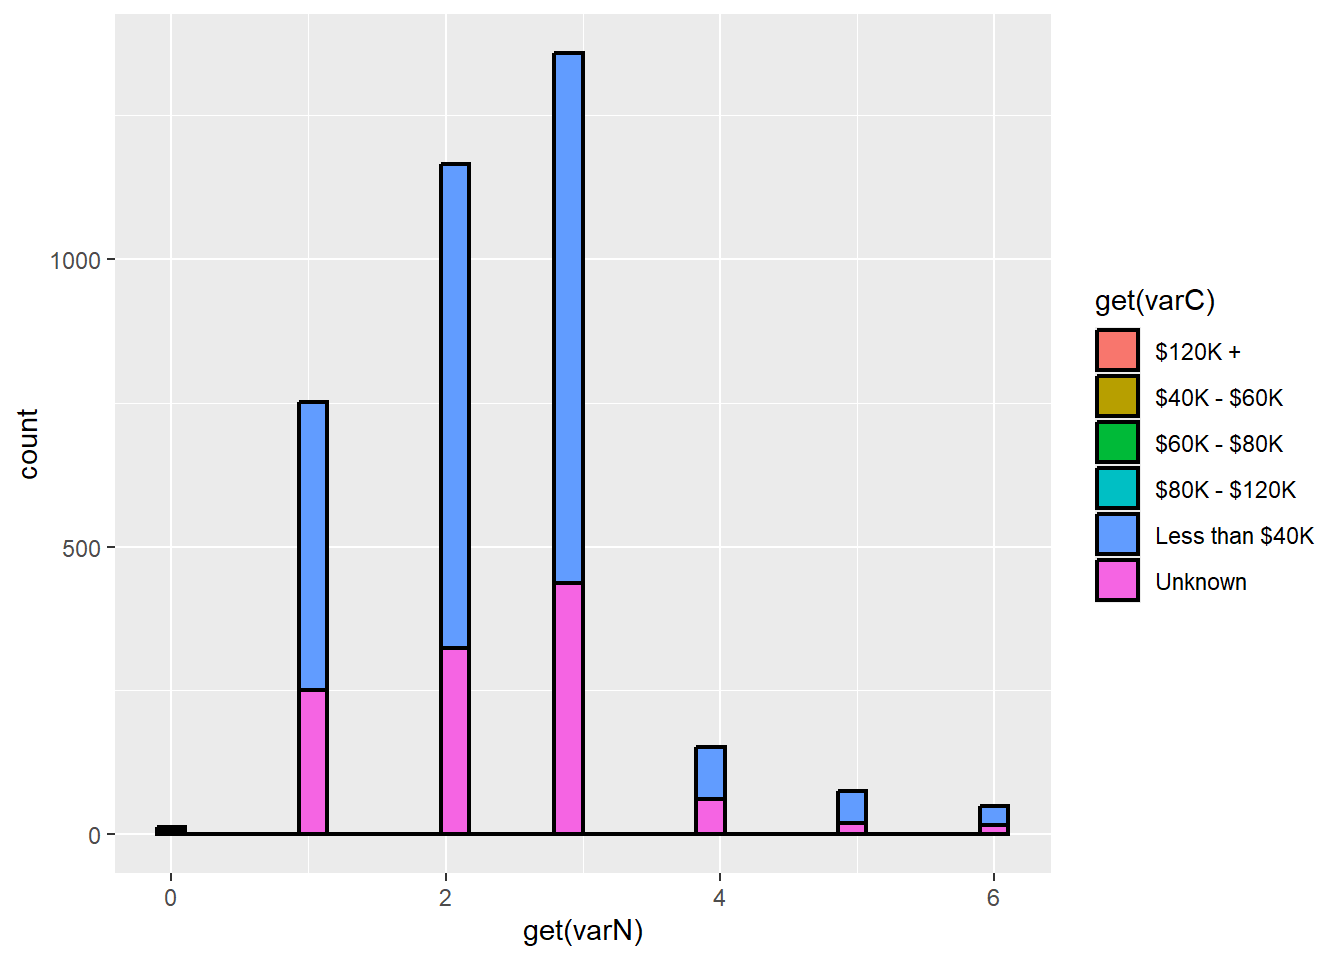 1000
500
0
count
0 2 4 6
get(varN)
get(varC)
$120K +
$40K - $60K
$60K - $80K
$80K - $120K
Less than $40K
Unknown